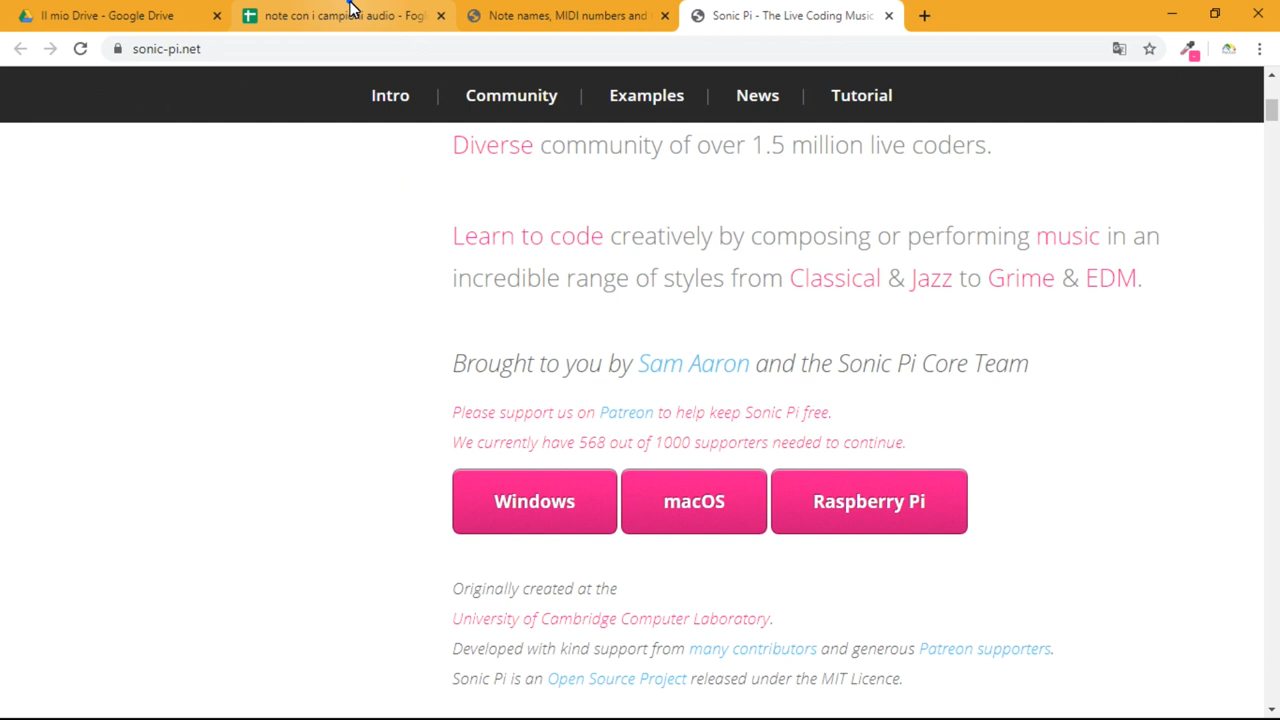 Il mio Drive - Google Drive
note con i campioni audio - Fogl
Note names, MIDI numbers and
Sonic Pi - The Live Coding Music
sonic-pi.net
Intro | Community | Examples | News | Tutorial
Diverse community of over 1.5 million live coders.
Learn to code creatively by composing or performing music in an
incredible range of styles from Classical & Jazz to Grime & EDM.
Brought to you by Sam Aaron and the Sonic Pi Core Team
Please support us on Patreon to help keep Sonic Pi free.
We currently have 568 out of 1000 supporters needed to continue.
Windows
macOS
Raspberry Pi
Originally created at the
University of Cambridge Computer Laboratory.
Developed with kind support from many contributors and generous Patreon supporters.
Sonic Pi is an Open Source Project released under the MIT Licence.